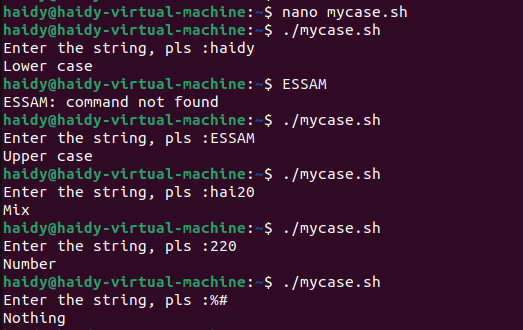 haidy@haidy-virtual-machine:~$ nano mycase.sh
haidy@haidy-virtual-machine:~$ ./mycase.sh
Enter the string, pls :haidy
Lower case
haidy@haidy-virtual-machine:~$ ESSAM
ESSAM: command not found
haidy@haidy-virtual-machine:~$ ./mycase.sh
Enter the string, pls :ESSAM
Upper case
haidy@haidy-virtual-machine:~$ ./mycase.sh
Enter the string, pls :hai20
Mix
haidy@haidy-virtual-machine:~$ ./mycase.sh
Enter the string, pls :220
Number
haidy@haidy-virtual-machine:~$ ./mycase.sh
Enter the string, pls :%#
Nothing